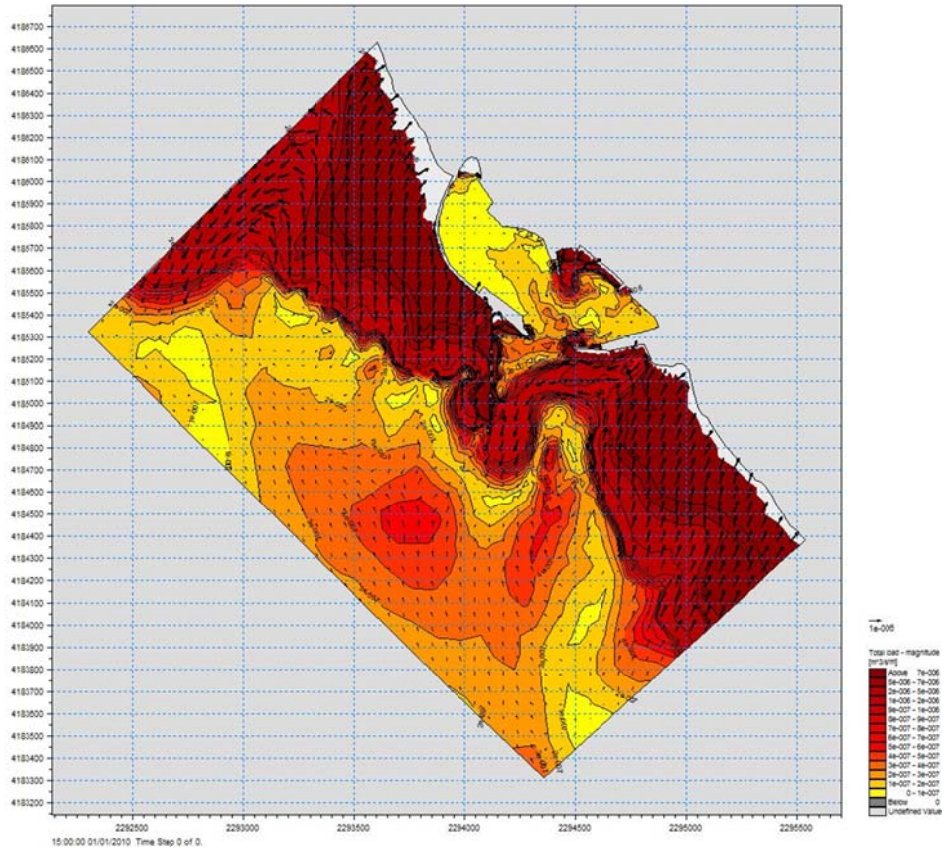 4186700
4186600
4186500
4186400
4186300
4186200
4186100
4186000
4185900
4185800
4185700
4185600
4185500
4185400
4185300
4185200
4185100
4185000
4184900
4184800
4184700
4184600
4184500
4184400
4184300
4184200
4184100
4184000
4183900
4183800
4183700
4183600
4183500
4183400
4183300
4183200
2292500 2293000 2293500 2294000 2294500 2295000 2295500
15:00:00 01/01/2010 Time Step 0 of 0.
1e-006
Total load - magnitude
[m^3/s/m]
Above 7e-006
5e-006 - 7e-006
2e-006 - 5e-006
1e-006 - 2e-006
9e-007 - 1e-006
8e-007 - 9e-007
7e-007 - 8e-007
6e-007 - 7e-007
5e-007 - 6e-007
4e-007 - 5e-007
3e-007 - 4e-007
2e-007 - 3e-007
1e-007 - 2e-007
0 - 1e-007
Below 0
Undefined Value